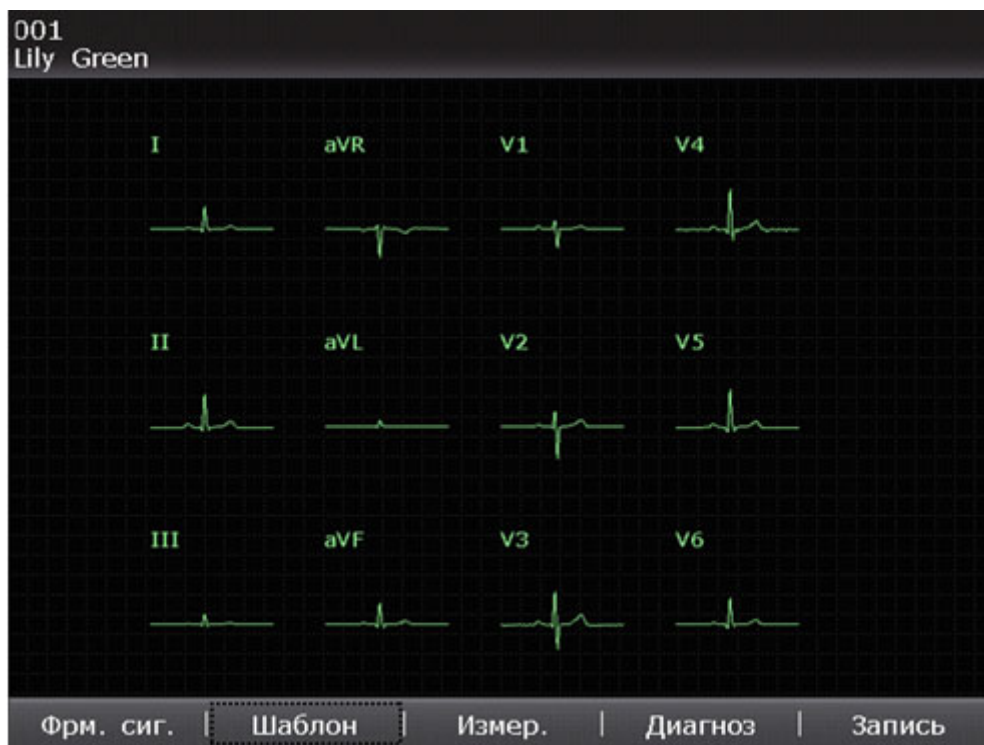 001
Lily Green
I aVR V1 V4
II aVL V2 V5
III aVF V3 V6
Фрм. сиг. | Шаблон | Измер. | Диагноз | Запись